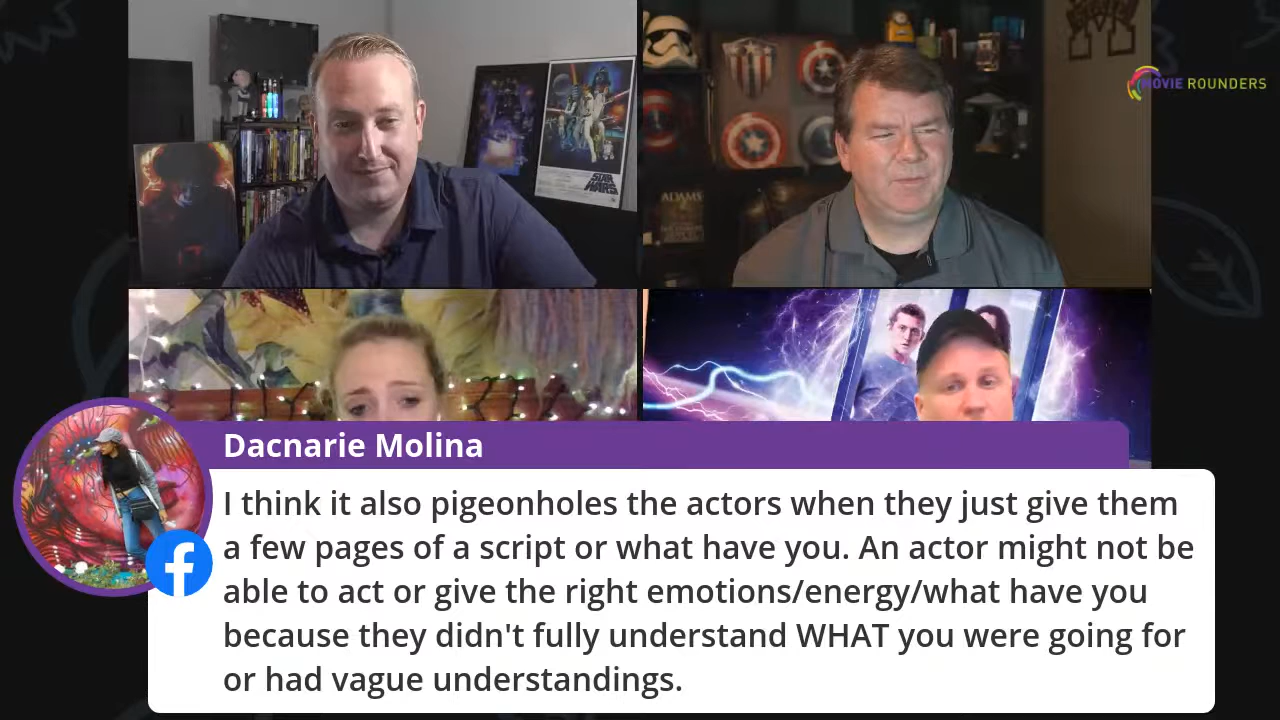 MOVIE ROUNDERS
STAR
WARS
ADAMS
IT
Dacnarie Molina
I think it also pigeonholes the actors when they just give them
a few pages of a script or what have you. An actor might not be
able to act or give the right emotions/energy/what have you
because they didn't fully understand WHAT you were going for
or had vague understandings.